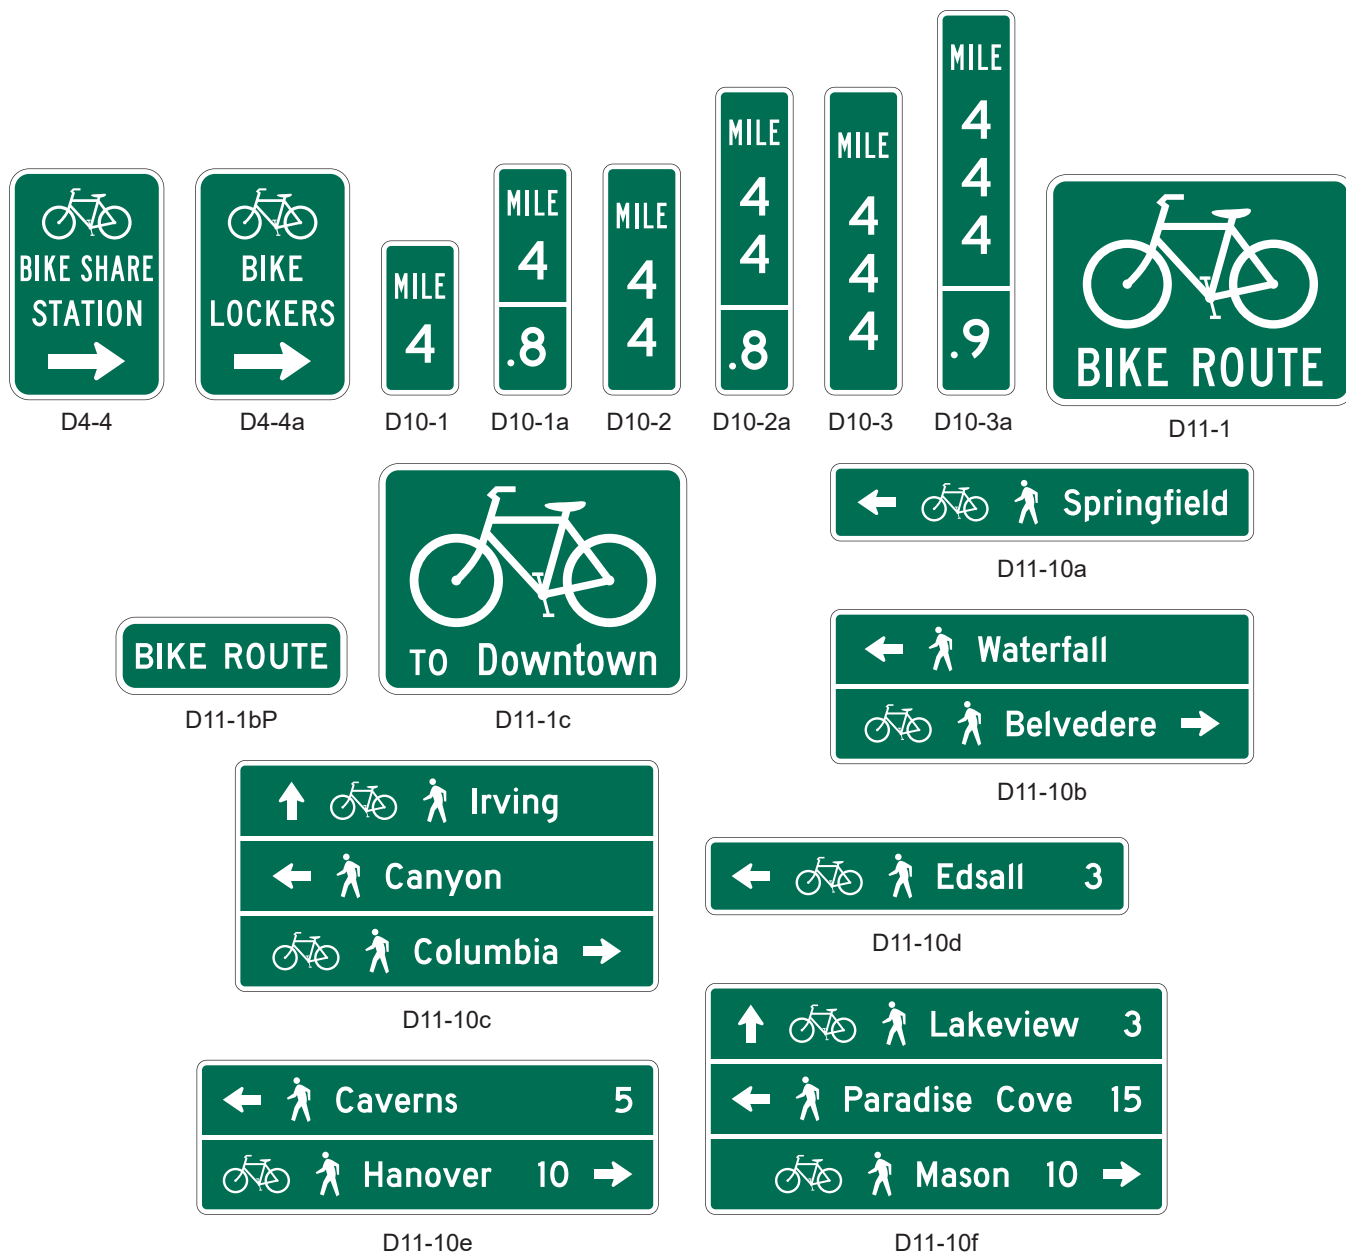 BIKE SHARE
STATION
D4-4
BIKE
LOCKERS
D4-4a
MILE
4
D10-1
MILE
4
.8
D10-1a
MILE
4
4
D10-2
MILE
4
4
.8
D10-2a
MILE
4
4
4
D10-3
MILE
4
4
4
.9
D10-3a
BIKE ROUTE
D11-1
BIKE ROUTE
D11-1bP
TO Downtown
D11-1c
Springfield
D11-10a
Waterfall
Belvedere
D11-10b
Irving
Canyon
Columbia
D11-10c
Edsall 3
D11-10d
Caverns 5
Hanover 10
D11-10e
Lakeview 3
Paradise Cove 15
Mason 10
D11-10f